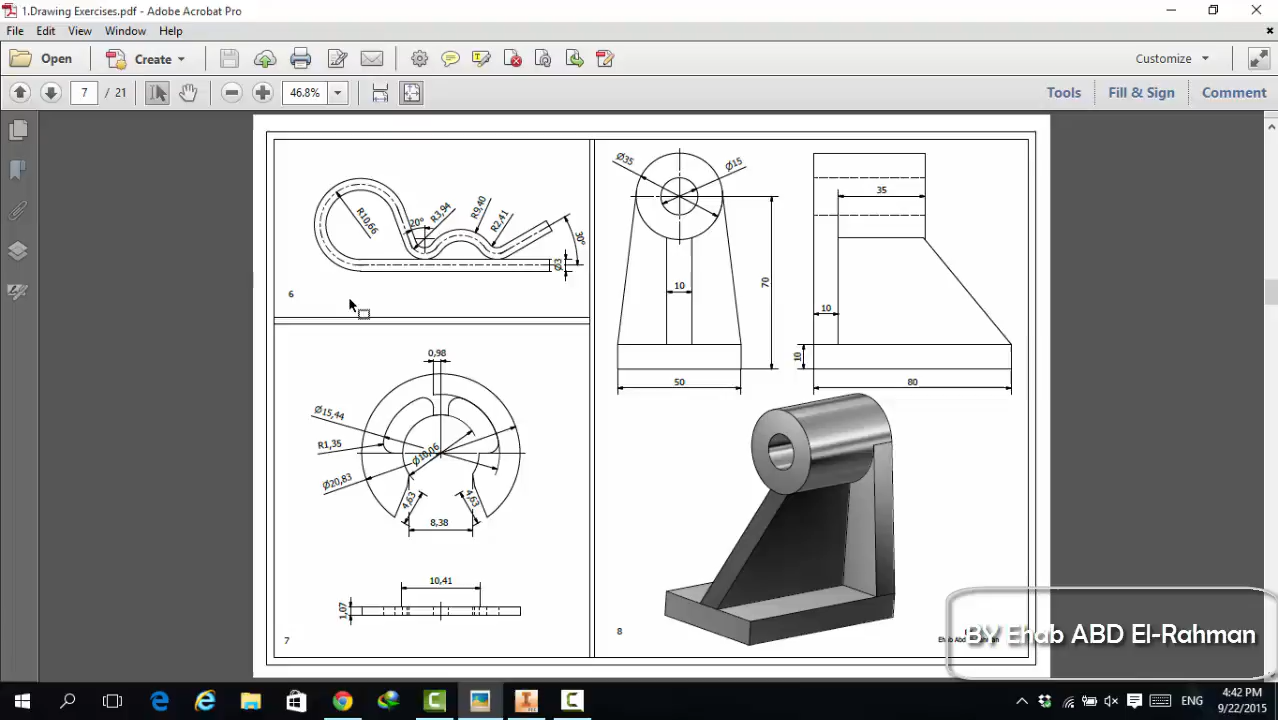 1.Drawing Exercises.pdf - Adobe Acrobat Pro
File Edit View Window Help
Open Create Customize
7 / 21 46.8% Tools Fill & Sign Comment
R10,66
20°
R3,94
R9,40
R2,41
30°
Ø3
6
0,98
Ø15,44
R1,35
Ø10,06
Ø20,83
4,63
4,63
8,38
10,41
1,07
7
Ø35
Ø15
35
10
70
10
10
50
80
8
BY Ehab ABD El-Rahman
ENG
4:42 PM
9/22/2015